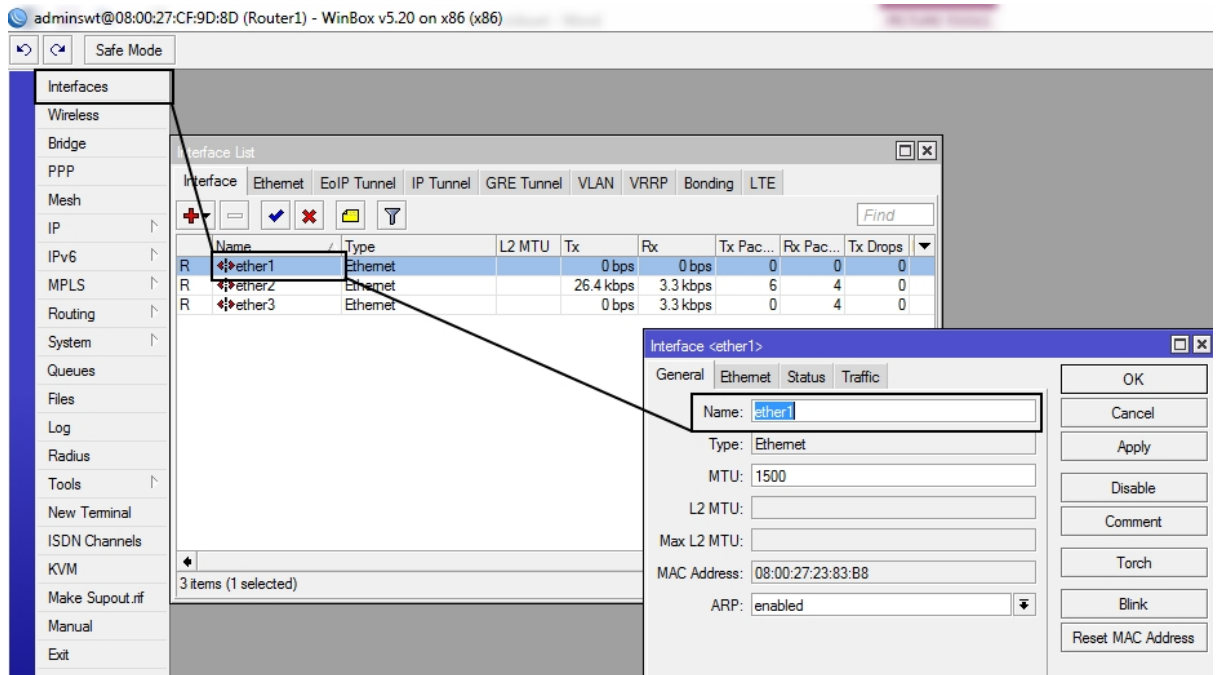 adminswt@08:00:27:CF:9D:8D (Router1) - WinBox v5.20 on x86 (x86)
Safe Mode
Interfaces
Wireless
Bridge
PPP
Mesh
IP
IPv6
MPLS
Routing
System
Queues
Files
Log
Radius
Tools
New Terminal
ISDN Channels
KVM
Make Supout.rif
Manual
Exit
Interface List
Interface Ethernet EoIP Tunnel IP Tunnel GRE Tunnel VLAN VRRP Bonding LTE
Find
Name / Type L2 MTU Tx Rx Tx Pac... Rx Pac... Tx Drops
R ether1 Ethernet 0 bps 0 bps 0 0 0
R ether2 Ethernet 26.4 kbps 3.3 kbps 6 4 0
R ether3 Ethernet 0 bps 3.3 kbps 0 4 0
3 items (1 selected)
Interface <ether1>
General Ethernet Status Traffic
Name: ether1
Type: Ethernet
MTU: 1500
L2 MTU:
Max L2 MTU:
MAC Address: 08:00:27:23:83:B8
ARP: enabled
OK
Cancel
Apply
Disable
Comment
Torch
Blink
Reset MAC Address